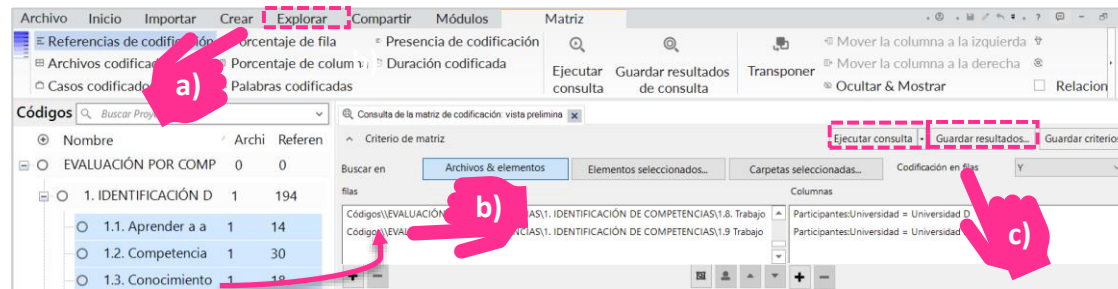 Archivo Inicio Importar Crear Explorar Compartir Módulos Matriz
Referencias de codificación Porcentaje de fila Presencia de codificación Mover la columna a la izquierda
Archivos codificad Porcentaje de colum Duración codificada Ejecutar consulta Guardar resultados de consulta Transponer Mover la columna a la derecha
Casos codificado Palabras codificadas Ocultar & Mostrar Relacion
a)
Códigos Buscar Proy
Consulta de la matriz de codificación: vista prelimina
Nombre Archi Referen
Criterio de matriz Ejecutar consulta Guardar resultados... Guardar criterios
EVALUACIÓN POR COMP 0 0
Buscar en Archivos & elementos Elementos seleccionados... Carpetas seleccionadas... Codificación en filas Y
1. IDENTIFICACIÓN D 1 194
filas Columnas
1.1. Aprender a a 1 14
Códigos\\EVALUACIÓN CIAS\1. IDENTIFICACIÓN DE COMPETENCIAS\1.8. Trabajo Participantes:Universidad = Universidad D
b)
Códigos\\EVAL CIAS\1. IDENTIFICACIÓN DE COMPETENCIAS\1.9 Trabajo Participantes:Universidad = Universidad
c)
1.2. Competencia 1 30
1.3. Conocimiento 1 18